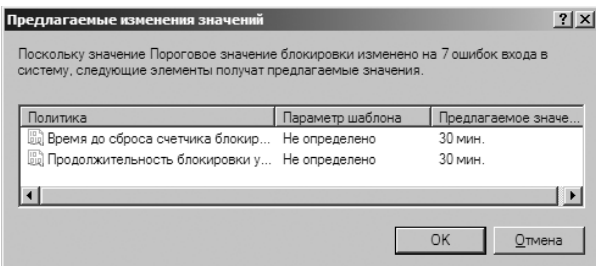 Предлагаемые изменения значений
Поскольку значение Пороговое значение блокировки изменено на 7 ошибок входа в
систему, следующие элементы получат предлагаемые значения.
Политика Параметр шаблона Предлагаемое значе...
Время до сброса счетчика блокир... Не определено 30 мин.
Продолжительность блокировки у... Не определено 30 мин.
OK Отмена